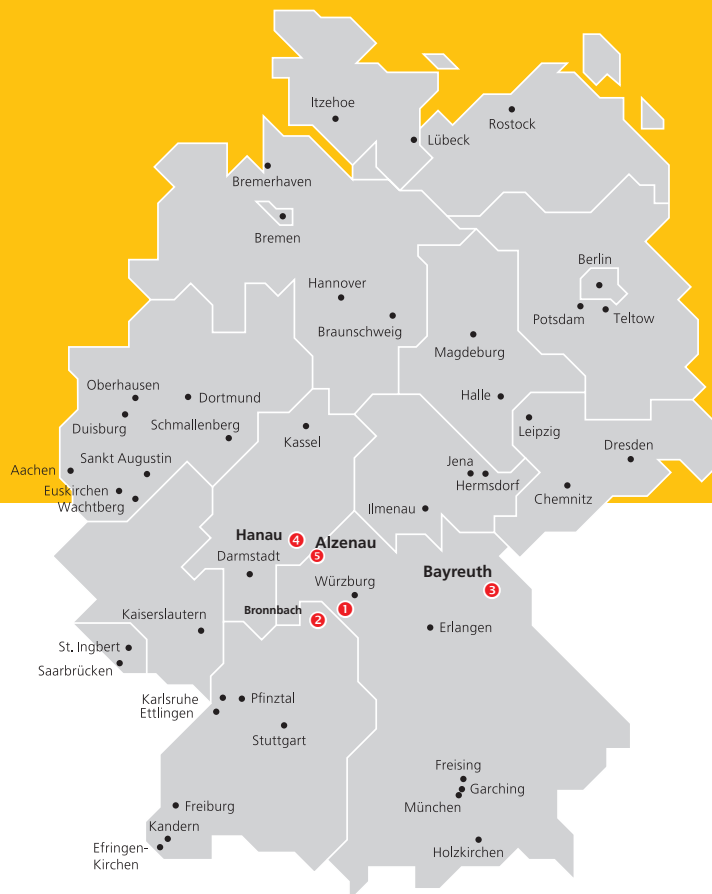 Itzehoe
Rostock
Lübeck
Bremerhaven
Bremen
Berlin
Hannover
Potsdam
Teltow
Braunschweig
Magdeburg
Oberhausen
Dortmund
Halle
Duisburg
Schmallenberg
Leipzig
Kassel
Dresden
Sankt Augustin
Jena
Aachen
Hermsdorf
Euskirchen
Chemnitz
Wachtberg
Ilmenau
Hanau
4
Alzenau
5
Darmstadt
Bayreuth
3
Würzburg
Bronnbach
1
2
Kaiserslautern
Erlangen
St. Ingbert
Saarbrücken
Karlsruhe
Pfinztal
Ettlingen
Stuttgart
Freising
Garching
München
Freiburg
Kandern
Efringen-
Kirchen
Holzkirchen